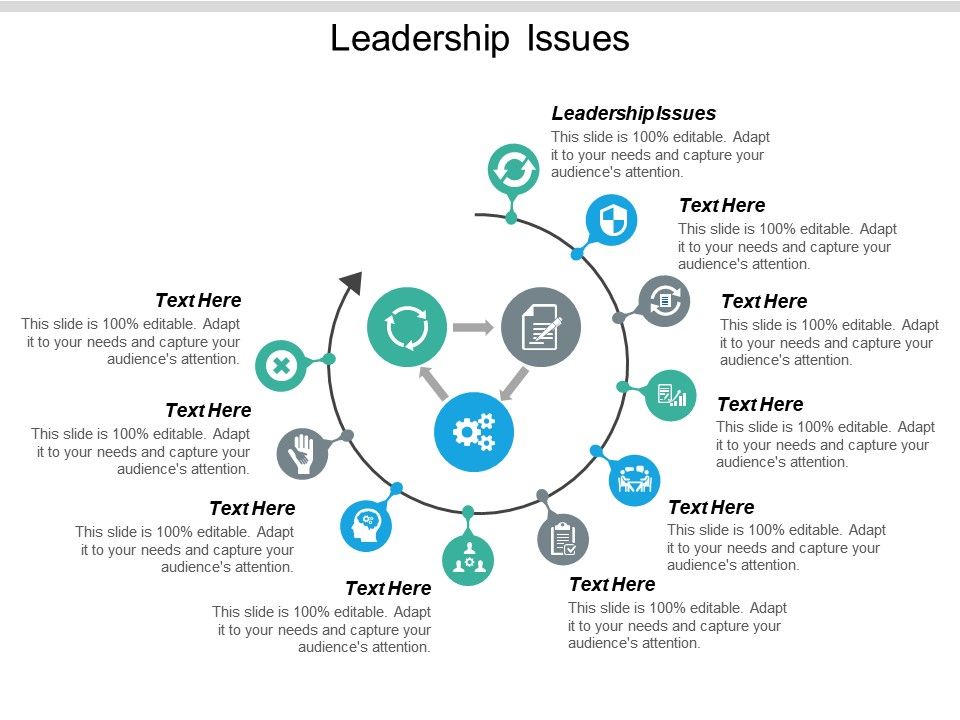 Leadership Issues
Leadership Issues
This slide is 100% editable. Adapt
it to your needs and capture your
audience's attention.
Text Here
This slide is 100% editable. Adapt
it to your needs and capture your
audience's attention.
Text Here
This slide is 100% editable. Adapt
it to your needs and capture your
audience's attention.
Text Here
This slide is 100% editable. Adapt
it to your needs and capture your
audience's attention.
Text Here
This slide is 100% editable. Adapt
it to your needs and capture your
audience's attention.
Text Here
This slide is 100% editable. Adapt
it to your needs and capture your
audience's attention.
Text Here
This slide is 100% editable. Adapt
it to your needs and capture your
audience's attention.
Text Here
This slide is 100% editable. Adapt
it to your needs and capture your
audience's attention.
Text Here
This slide is 100% editable. Adapt
it to your needs and capture your
audience's attention.
Text Here
This slide is 100% editable. Adapt
it to your needs and capture your
audience's attention.